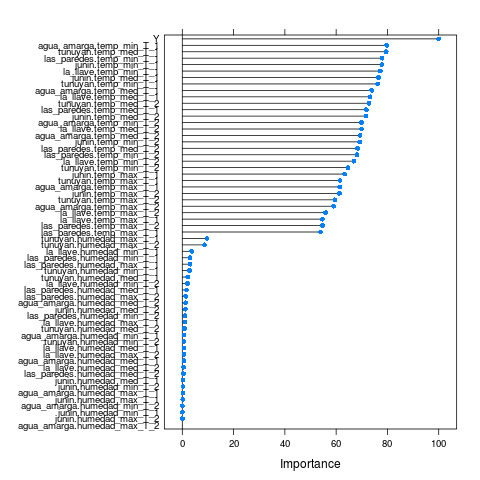 Y
agua_amarga.temp_min_T_1
tunuyan.temp_min_T_1
las_paredes.temp_min_T_1
junin.temp_min_T_1
la_llave.temp_min_T_1
junin.temp_med_T_1
tunuyan.temp_med_T_1
agua_amarga.temp_med_T_1
la_llave.temp_med_T_1
tunuyan.temp_med_T_2
las_paredes.temp_med_T_1
junin.temp_med_T_2
agua_amarga.temp_min_T_2
la_llave.temp_med_T_2
agua_amarga.temp_med_T_2
junin.temp_min_T_2
las_paredes.temp_med_T_2
las_paredes.temp_min_T_2
la_llave.temp_min_T_2
tunuyan.temp_min_T_2
junin.temp_max_T_1
tunuyan.temp_max_T_1
agua_amarga.temp_max_T_1
junin.temp_max_T_2
tunuyan.temp_max_T_2
agua_amarga.temp_max_T_2
la_llave.temp_max_T_2
la_llave.temp_max_T_1
las_paredes.temp_max_T_2
las_paredes.temp_max_T_1
tunuyan.humedad_max_T_1
tunuyan.humedad_max_T_2
la_llave.humedad_min_T_1
las_paredes.humedad_min_T_1
las_paredes.humedad_min_T_2
tunuyan.humedad_min_T_1
tunuyan.humedad_med_T_1
la_llave.humedad_min_T_2
las_paredes.humedad_med_T_1
las_paredes.humedad_max_T_2
agua_amarga.humedad_med_T_2
junin.humedad_med_T_2
las_paredes.humedad_max_T_1
la_llave.humedad_max_T_1
tunuyan.humedad_med_T_2
agua_amarga.humedad_min_T_1
tunuyan.humedad_min_T_2
la_llave.humedad_med_T_1
la_llave.humedad_max_T_2
agua_amarga.humedad_med_T_1
la_llave.humedad_med_T_2
las_paredes.humedad_med_T_2
junin.humedad_med_T_1
junin.humedad_min_T_2
agua_amarga.humedad_max_T_1
junin.humedad_max_T_1
agua_amarga.humedad_min_T_2
junin.humedad_min_T_1
junin.humedad_max_T_2
agua_amarga.humedad_max_T_2
0 20 40 60 80 100
Importance